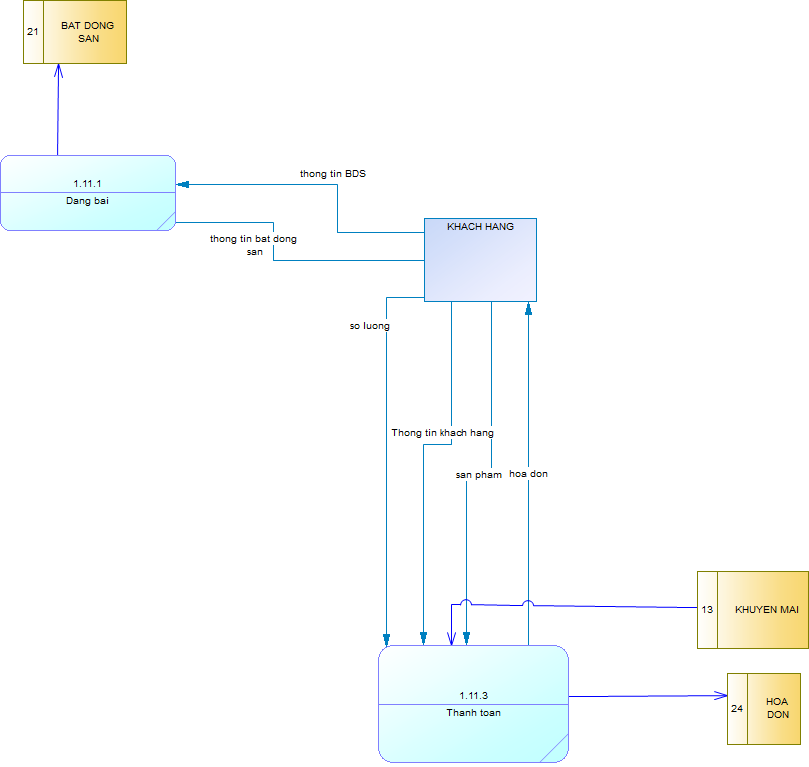 21
BAT DONG
SAN
1.11.1
Dang bai
thong tin BDS
thong tin bat dong
san
KHACH HANG
so luong
Thong tin khach hang
san pham
hoa don
13
KHUYEN MAI
1.11.3
Thanh toan
24
HOA
DON